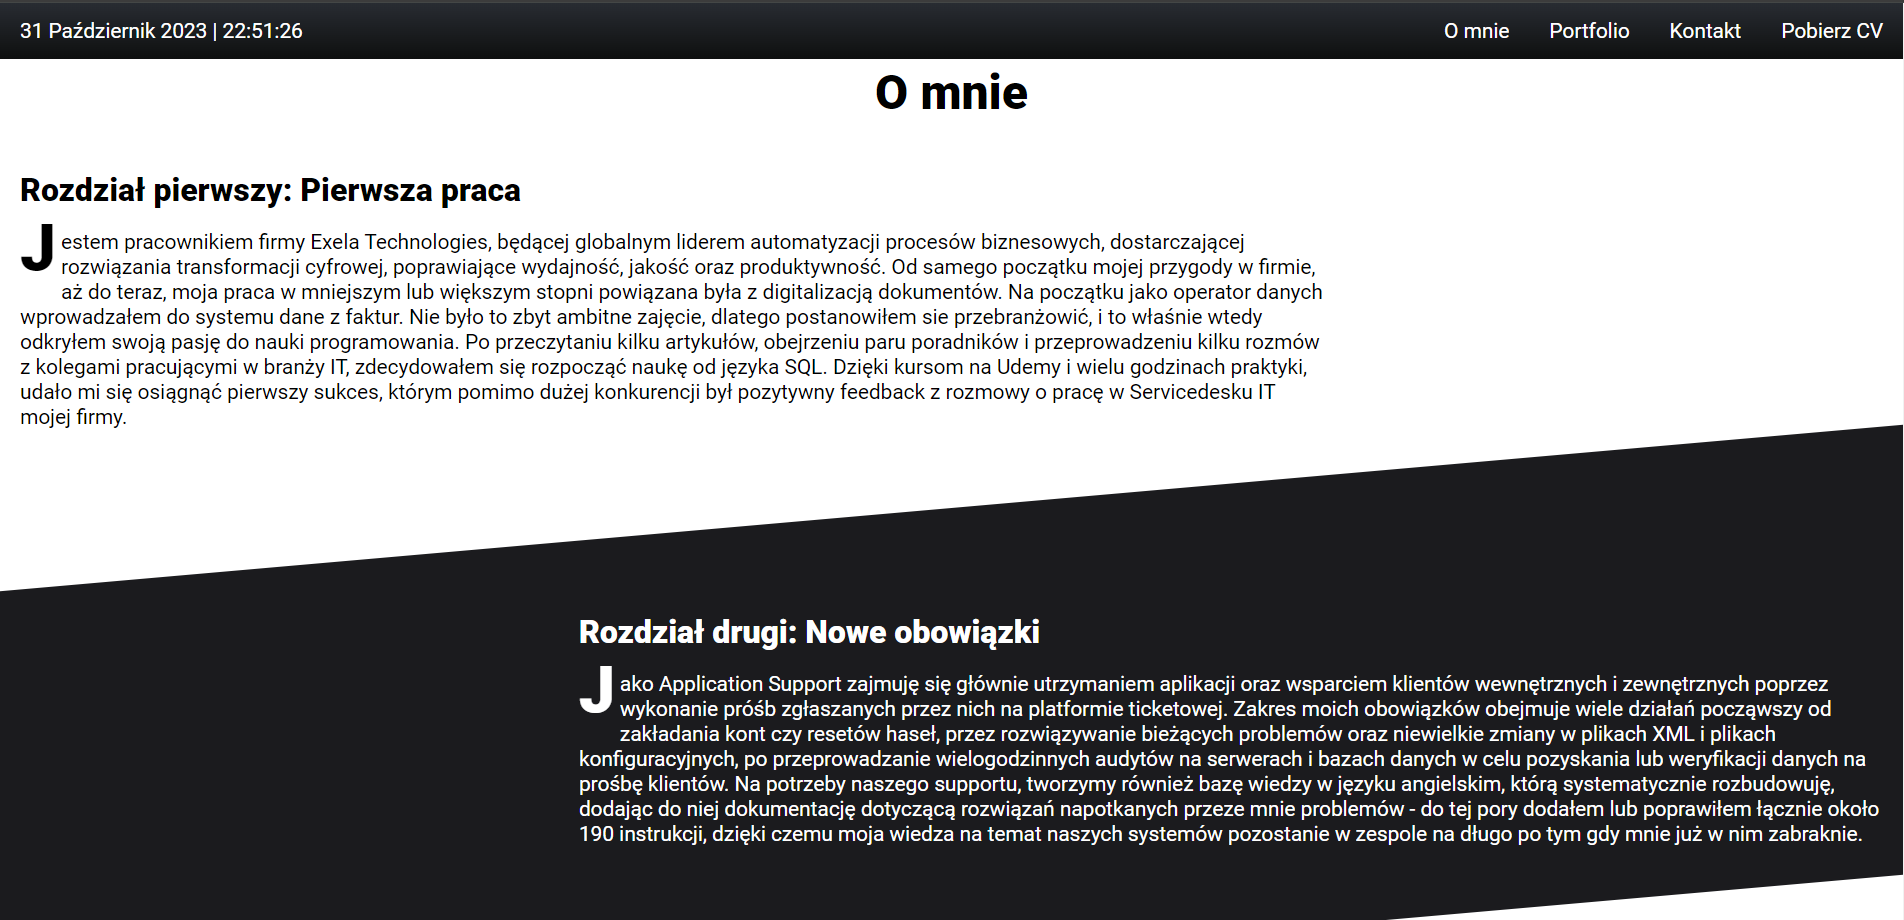 31 Październik 2023 | 22:51:26
O mnie
Portfolio
Kontakt
Pobierz CV
O mnie
Rozdział pierwszy: Pierwsza praca
Jestem pracownikiem firmy Exela Technologies, będącej globalnym liderem automatyzacji procesów biznesowych, dostarczającej
rozwiązania transformacji cyfrowej, poprawiające wydajność, jakość oraz produktywność. Od samego początku mojej przygody w firmie,
aż do teraz, moja praca w mniejszym lub większym stopni powiązana była z digitalizacją dokumentów. Na początku jako operator danych
wprowadzałem do systemu dane z faktur. Nie było to zbyt ambitne zajęcie, dlatego postanowiłem sie przebranżowić, i to właśnie wtedy
odkryłem swoją pasję do nauki programowania. Po przeczytaniu kilku artykułów, obejrzeniu paru poradników i przeprowadzeniu kilku rozmów
z kolegami pracującymi w branży IT, zdecydowałem się rozpocząć naukę od języka SQL. Dzięki kursom na Udemy i wielu godzinach praktyki,
udało mi się osiągnąć pierwszy sukces, którym pomimo dużej konkurencji był pozytywny feedback z rozmowy o pracę w Servicedesku IT
mojej firmy.
Rozdział drugi: Nowe obowiązki
Jako Application Support zajmuję się głównie utrzymaniem aplikacji oraz wsparciem klientów wewnętrznych i zewnętrznych poprzez
wykonanie próśb zgłaszanych przez nich na platformie ticketowej. Zakres moich obowiązków obejmuje wiele działań począwszy od
zakładania kont czy resetów haseł, przez rozwiązywanie bieżących problemów oraz niewielkie zmiany w plikach XML i plikach
konfiguracyjnych, po przeprowadzanie wielogodzinnych audytów na serwerach i bazach danych w celu pozyskania lub weryfikacji danych na
prośbę klientów. Na potrzeby naszego supportu, tworzymy również bazę wiedzy w języku angielskim, którą systematycznie rozbudowuję,
dodając do niej dokumentację dotyczącą rozwiązań napotkanych przeze mnie problemów - do tej pory dodałem lub poprawiłem łącznie około
190 instrukcji, dzięki czemu moja wiedza na temat naszych systemów pozostanie w zespole na długo po tym gdy mnie już w nim zabraknie.